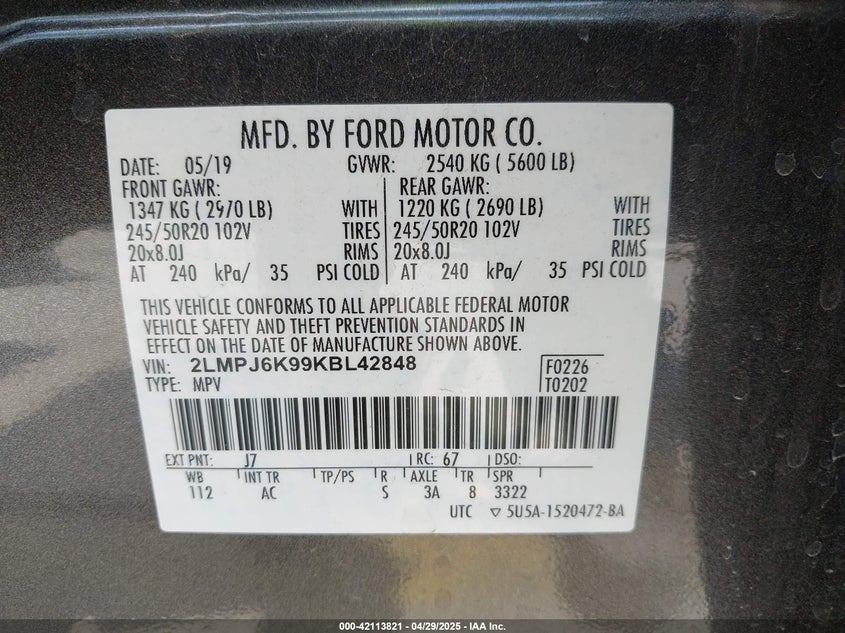 MFD. BY FORD MOTOR CO.
DATE: 05/19 GVWR: 2540 KG ( 5600 LB)
FRONT GAWR: REAR GAWR:
1347 KG ( 2970 LB) WITH 1220 KG ( 2690 LB) WITH
245/50R20 102V TIRES 245/50R20 102V TIRES
20x8.0J RIMS 20x8.0J RIMS
AT 240 kPa/ 35 PSI COLD AT 240 kPa/ 35 PSI COLD
THIS VEHICLE CONFORMS TO ALL APPLICABLE FEDERAL MOTOR
VEHICLE SAFETY AND THEFT PREVENTION STANDARDS IN
EFFECT ON THE DATE OF MANUFACTURE SHOWN ABOVE.
VIN: 2LMPJ6K99KBL42848 F0226
TYPE: MPV T0202
EXT PNT: J7 RC: 67 DSO:
WB INT TR TP/PS R AXLE TR SPR
112 AC S 3A 8 3322
UTC ▽ 5U5A-1520472-BA
000-42113821 | 04/29/2025 - IAA Inc.